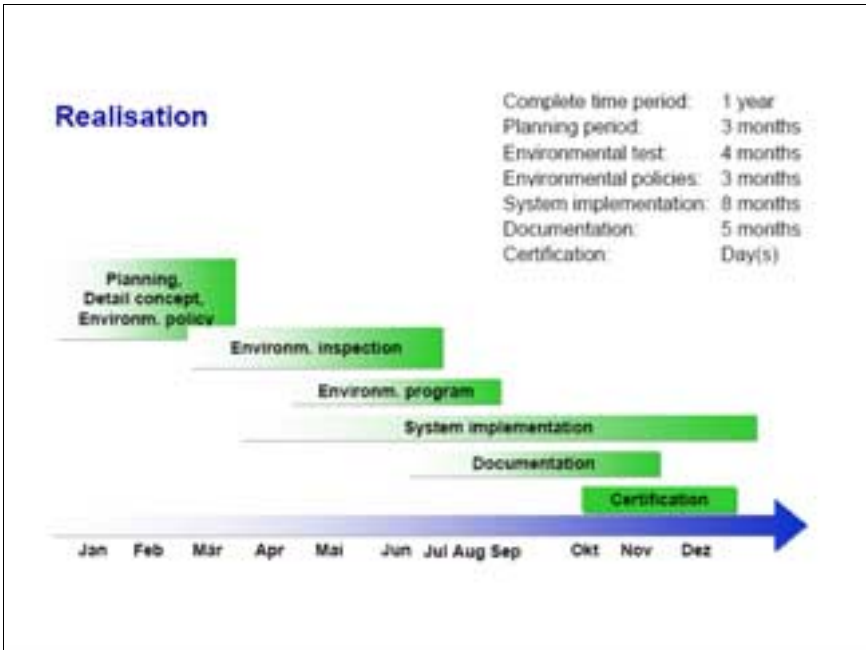 Realisation
Complete time period: 1 year
Planning period: 3 months
Environmental test: 4 months
Environmental policies: 3 months
System implementation: 8 months
Documentation: 5 months
Certification: Day(s)
Planning,
Detail concept,
Environm. policy
Environm. inspection
Environm. program
System implementation
Documentation
Certification
Jan Feb Mär Apr Mai Jun Jul Aug Sep Okt Nov Dez